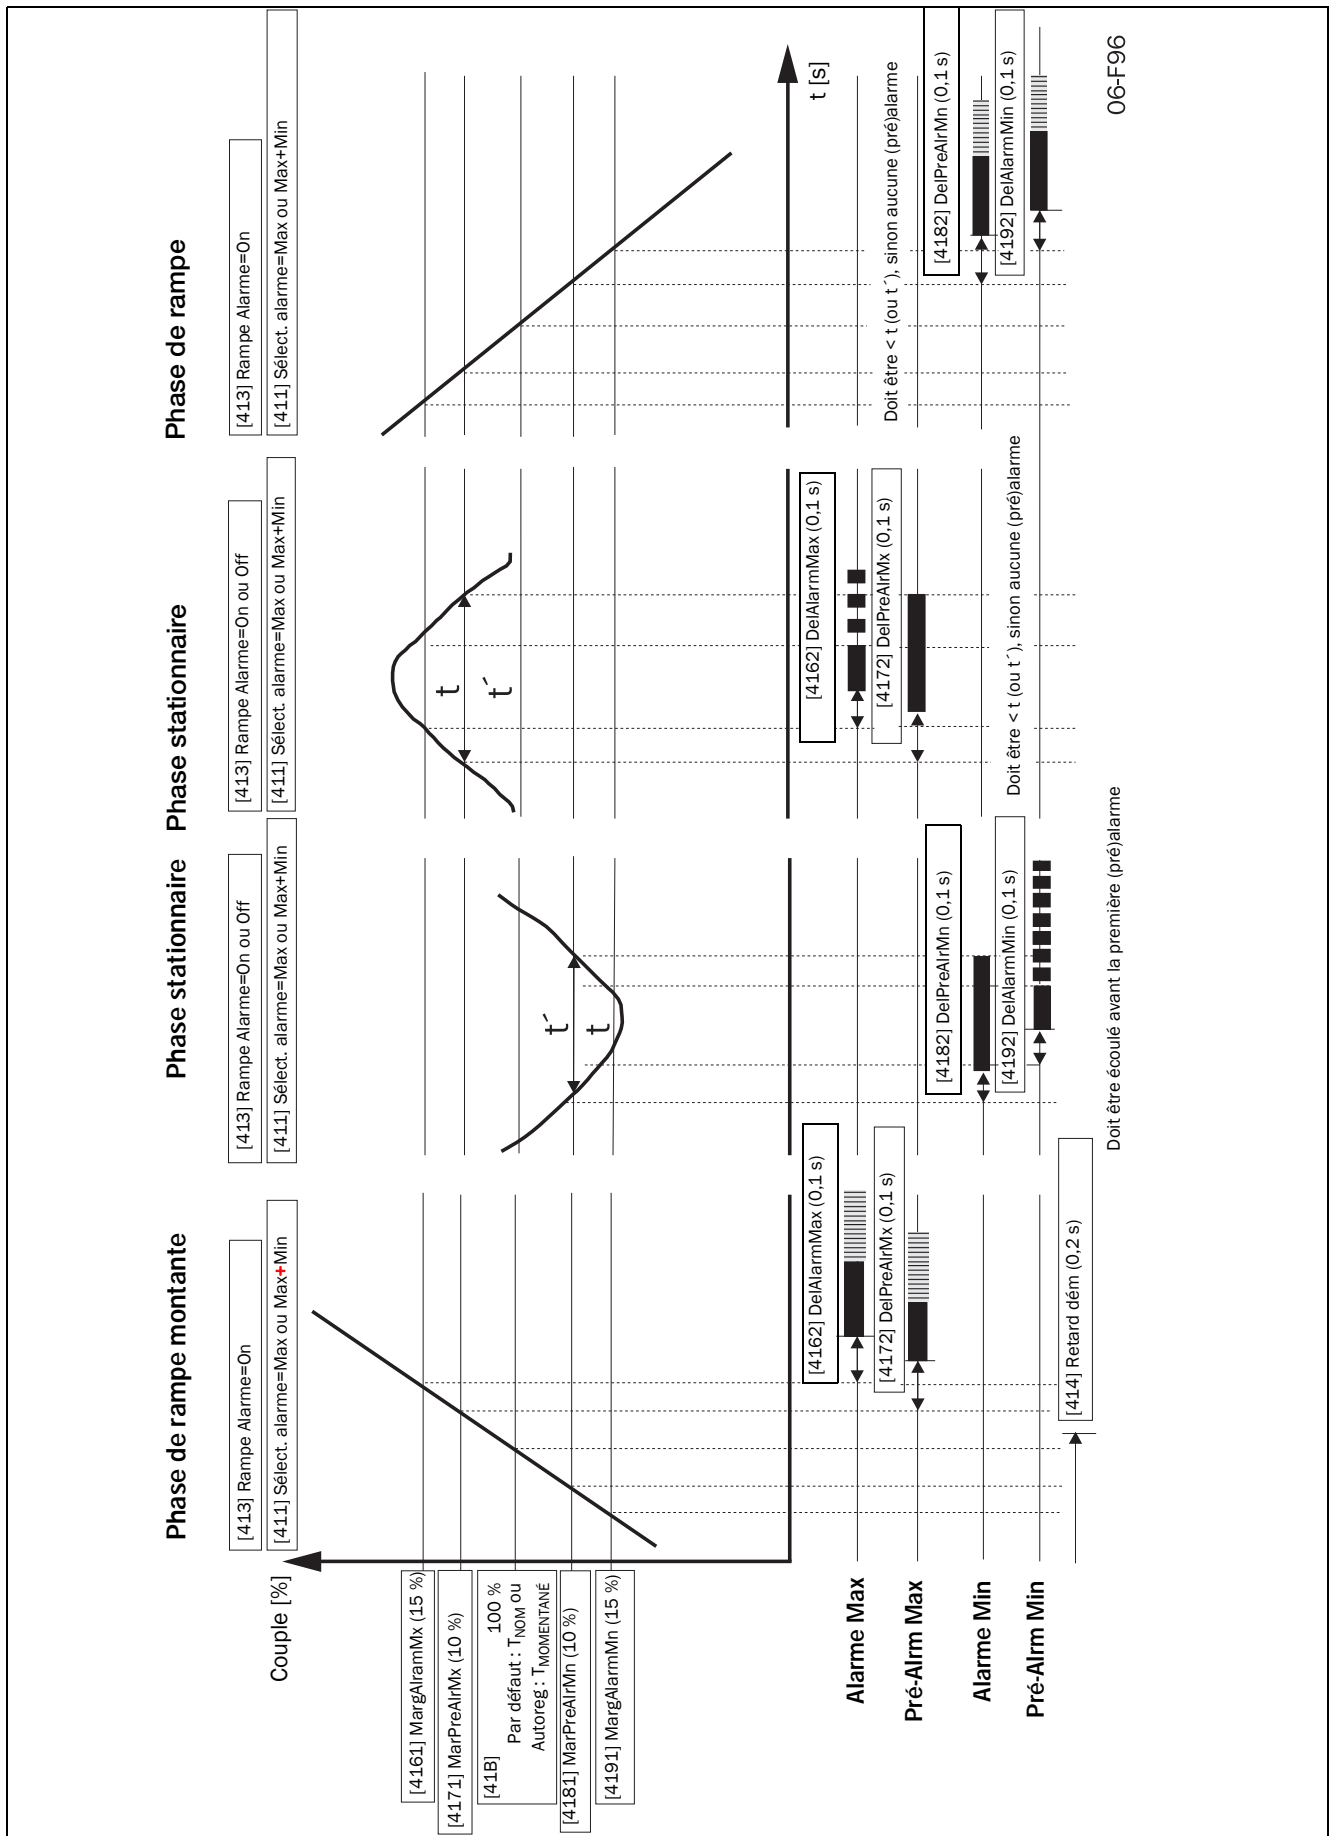 Phase de rampe montante
Phase stationnaire
Phase stationnaire
Phase de rampe
[413] Rampe Alarme=On
[411] Sélect. alarme=Max ou Max+Min
[413] Rampe Alarme=On ou Off
[411] Sélect. alarme=Max ou Max+Min
[413] Rampe Alarme=On ou Off
[411] Sélect. alarme=Max ou Max+Min
[413] Rampe Alarme=On
[411] Sélect. alarme=Max ou Max+Min
Couple [%]
[4161] MargAlramMx (15 %)
[4171] MarPreAlrMx (10 %)
[41B] 100 %
Par défaut : TNOM ou
Autoreg : TMOMENTANÉ
[4181] MarPreAlrMn (10 %)
[4191] MargAlarmMn (15 %)
t´
t
t
t´
t [s]
Alarme Max
Pré-Alrm Max
Alarme Min
Pré-Alrm Min
[4162] DelAlarmMax (0,1 s)
[4172] DelPreAlrMx (0,1 s)
[414] Retard dém (0,2 s)
[4182] DelPreAlrMn (0,1 s)
[4192] DelAlarmMin (0,1 s)
Doit être écoulé avant la première (pré)alarme
[4162] DelAlarmMax (0,1 s)
[4172] DelPreAlrMx (0,1 s)
Doit être < t (ou t´), sinon aucune (pré)alarme
Doit être < t (ou t´), sinon aucune (pré)alarme
[4182] DelPreAlrMn (0,1 s)
[4192] DelAlarmMin (0,1 s)
06-F96